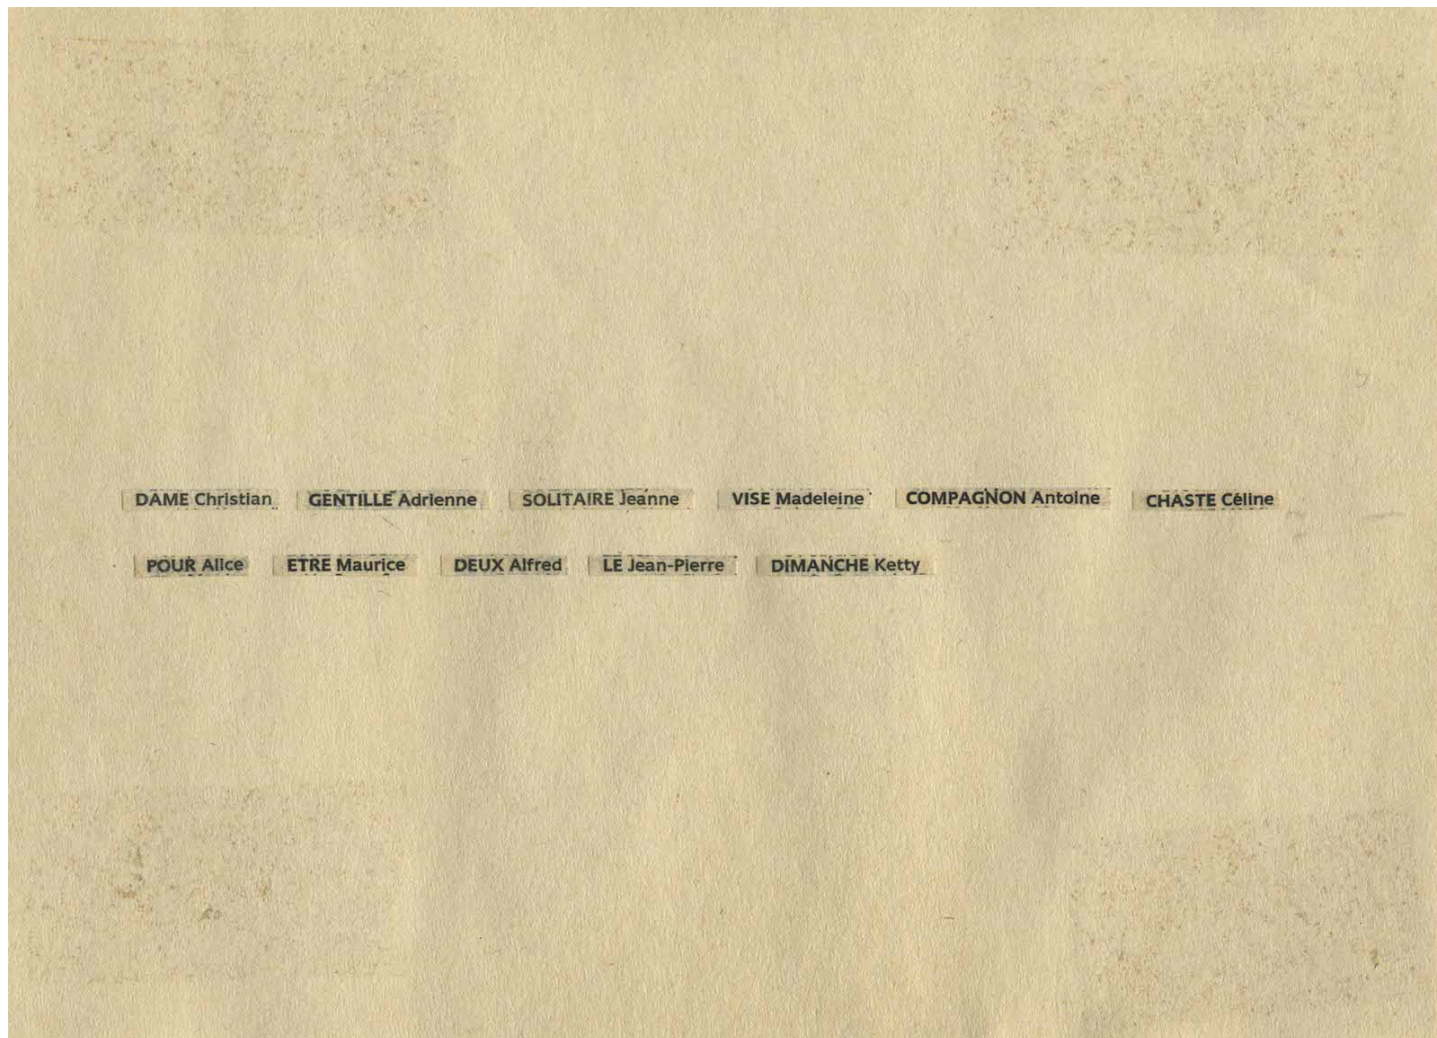 DAME Christian GENTILLE Adrienne SOLITAIRE Jeanne VISE Madeleine COMPAGNON Antoine CHASTE Céline
POUR Alice ETRE Maurice DEUX Alfred LE Jean-Pierre DIMANCHE Ketty